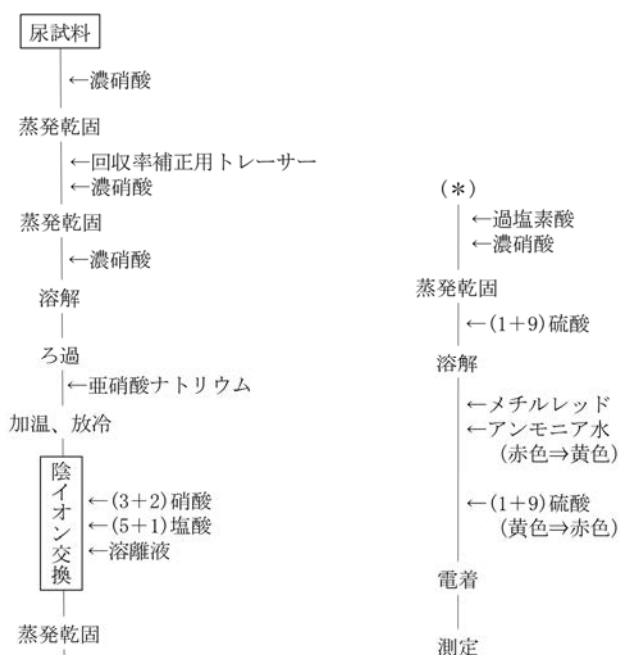 尿試料
←濃硝酸
蒸発乾固
←回収率補正用トレーサー
←濃硝酸
蒸発乾固
←濃硝酸
溶解
ろ過
←亜硝酸ナトリウム
加温、放冷
陰イオン交換
←(3+2)硝酸
←(5+1)塩酸
←溶離液
蒸発乾固
(*)
←過塩素酸
←濃硝酸
蒸発乾固
←(1+9)硫酸
溶解
←メチルレッド
←アンモニア水
(赤色⇒黄色)
←(1+9)硫酸
(黄色⇒赤色)
電着
測定